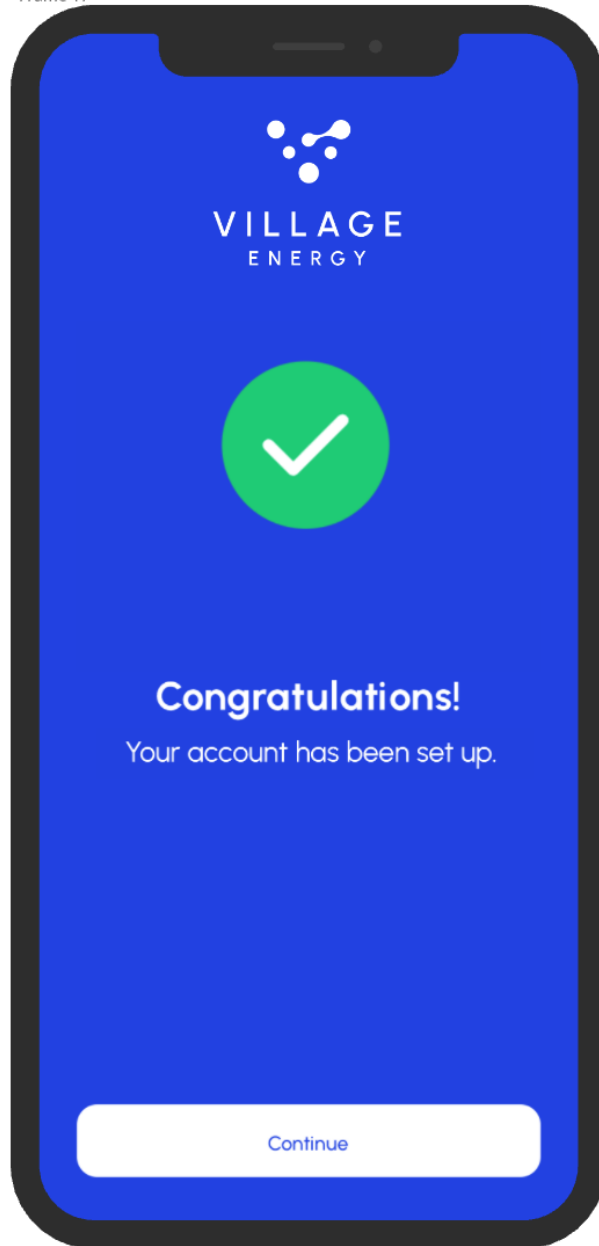 VILLAGE
ENERGY
Congratulations!
Your account has been set up.
Continue